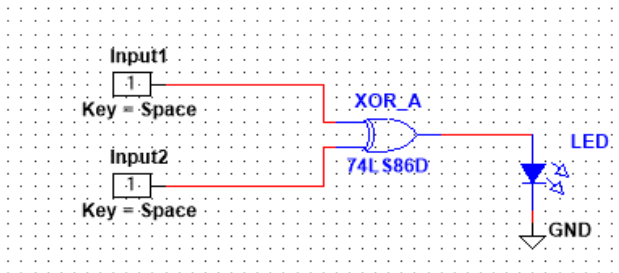 Input1
1
Key = Space
XOR_A
74LS86D
Input2
1
Key = Space
LED
GND